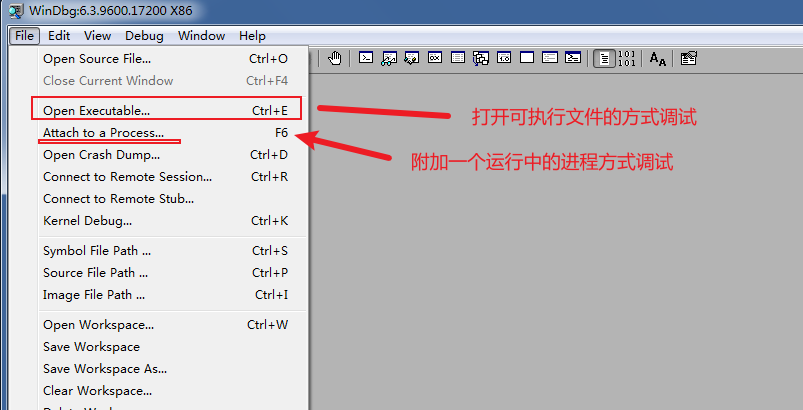 WinDbg:6.3.9600.17200 X86
File Edit View Debug Window Help
Open Source File... Ctrl+O
Close Current Window Ctrl+F4
Open Executable... Ctrl+E
打开可执行文件的方式调试
Attach to a Process... F6
Open Crash Dump... Ctrl+D
附加一个运行中的进程方式调试
Connect to Remote Session... Ctrl+R
Connect to Remote Stub...
Kernel Debug... Ctrl+K
Symbol File Path ... Ctrl+S
Source File Path ... Ctrl+P
Image File Path ... Ctrl+I
Open Workspace... Ctrl+W
Save Workspace
Save Workspace As...
Clear Workspace...